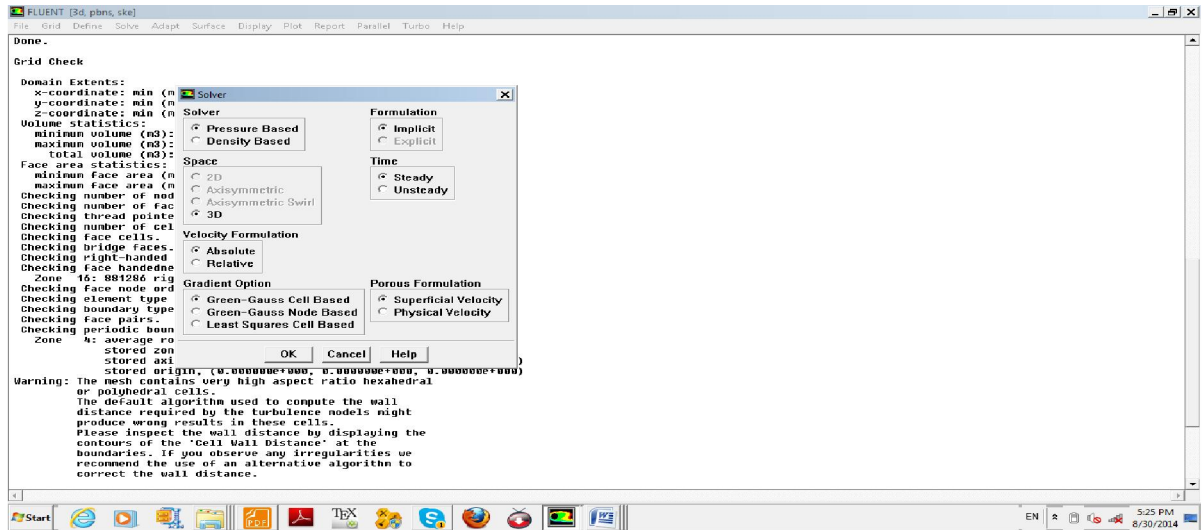 FLUENT [3d, pbns, ske]
File Grid Define Solve Adapt Surface Display Plot Report Parallel Turbo Help
Done.
Grid Check
Domain Extents:
x-coordinate: min (m
y-coordinate: min (m
z-coordinate: min (m
Volume statistics:
minimum volume (m3):
maximum volume (m3):
total volume (m3):
Face area statistics:
minimum face area (m
maximum face area (m
Checking number of nod
Checking number of fac
Checking thread pointe
Checking number of cel
Checking face cells.
Checking bridge faces.
Checking right-handed
Checking face handedne
Zone 16: 881286 rig
Checking face node ord
Checking element type
Checking boundary type
Checking face pairs.
Checking periodic boun
Zone 4: average ro
stored zon
stored axi )
stored origin, (0.000000e+000, 0.000000e+000, 0.000000e+000)
Warning: The mesh contains very high aspect ratio hexahedral
or polyhedral cells.
The default algorithm used to compute the wall
distance required by the turbulence models might
produce wrong results in these cells.
Please inspect the wall distance by displaying the
contours of the 'Cell Wall Distance' at the
boundaries. If you observe any irregularities we
recommend the use of an alternative algorithm to
correct the wall distance.
Solver
Solver
Pressure Based
Density Based
Formulation
Implicit
Explicit
Space
2D
Axisymmetric
Axisymmetric Swirl
3D
Time
Steady
Unsteady
Velocity Formulation
Absolute
Relative
Gradient Option
Green-Gauss Cell Based
Green-Gauss Node Based
Least Squares Cell Based
Porous Formulation
Superficial Velocity
Physical Velocity
OK Cancel Help
Start
PDF
TEX
EN
5:25 PM
8/30/2014